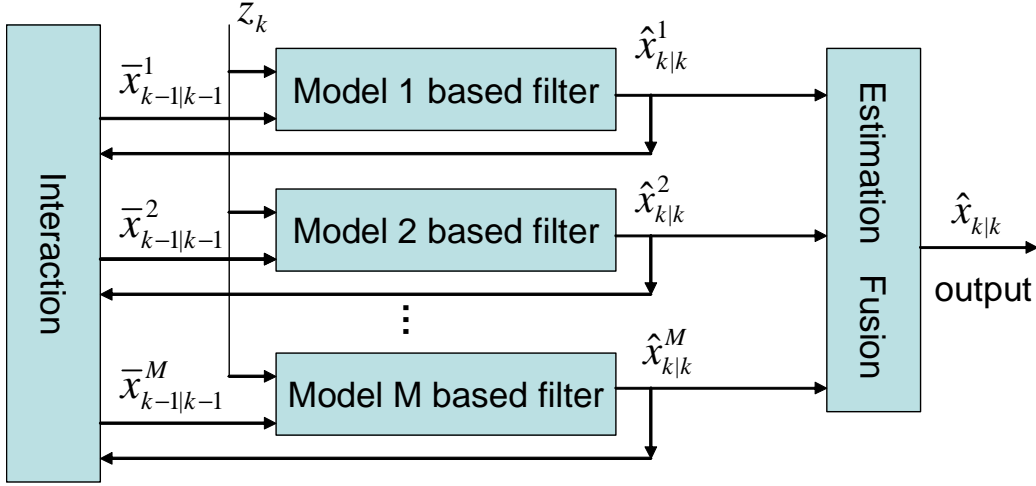 z_k
x̄^1_{k-1|k-1}
Model 1 based filter
x̂^1_{k|k}
Interaction
x̄^2_{k-1|k-1}
Model 2 based filter
x̂^2_{k|k}
Estimation Fusion
x̂_{k|k}
output
⋮
x̄^M_{k-1|k-1}
Model M based filter
x̂^M_{k|k}